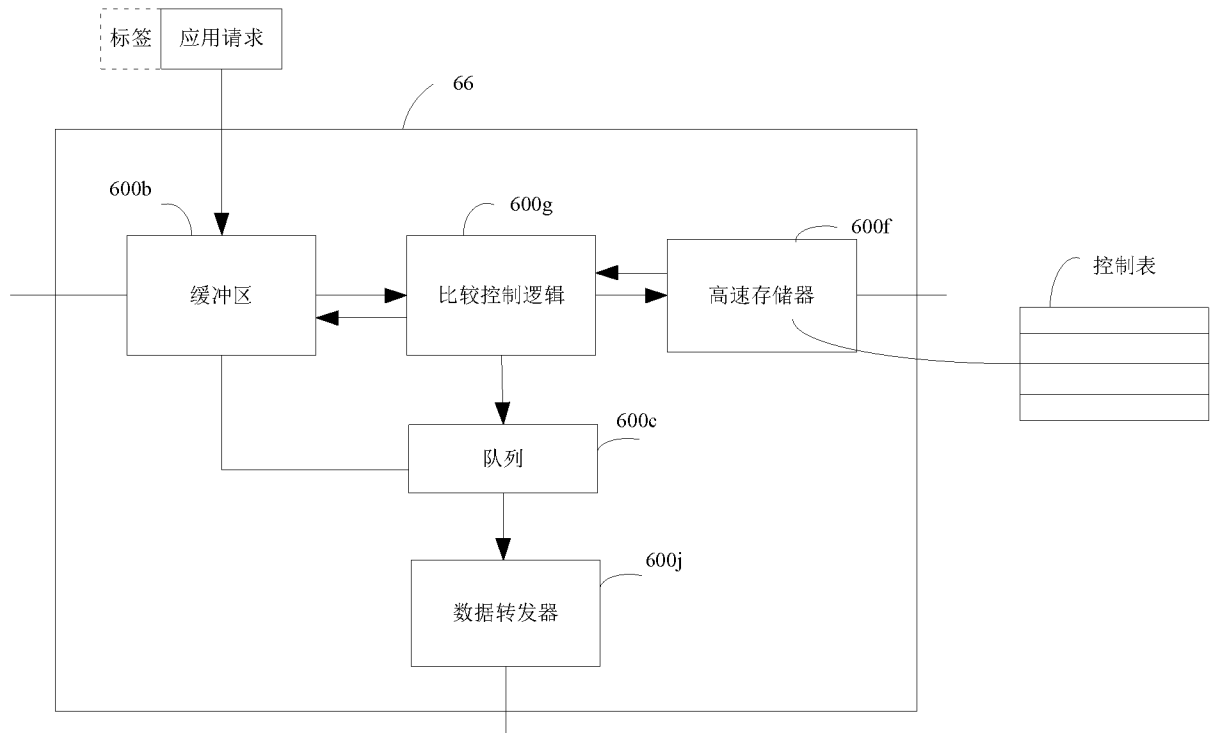 标签 应用请求
66
600b
600g
600f
控制表
缓冲区
比较控制逻辑
高速存储器
600c
队列
600j
数据转发器